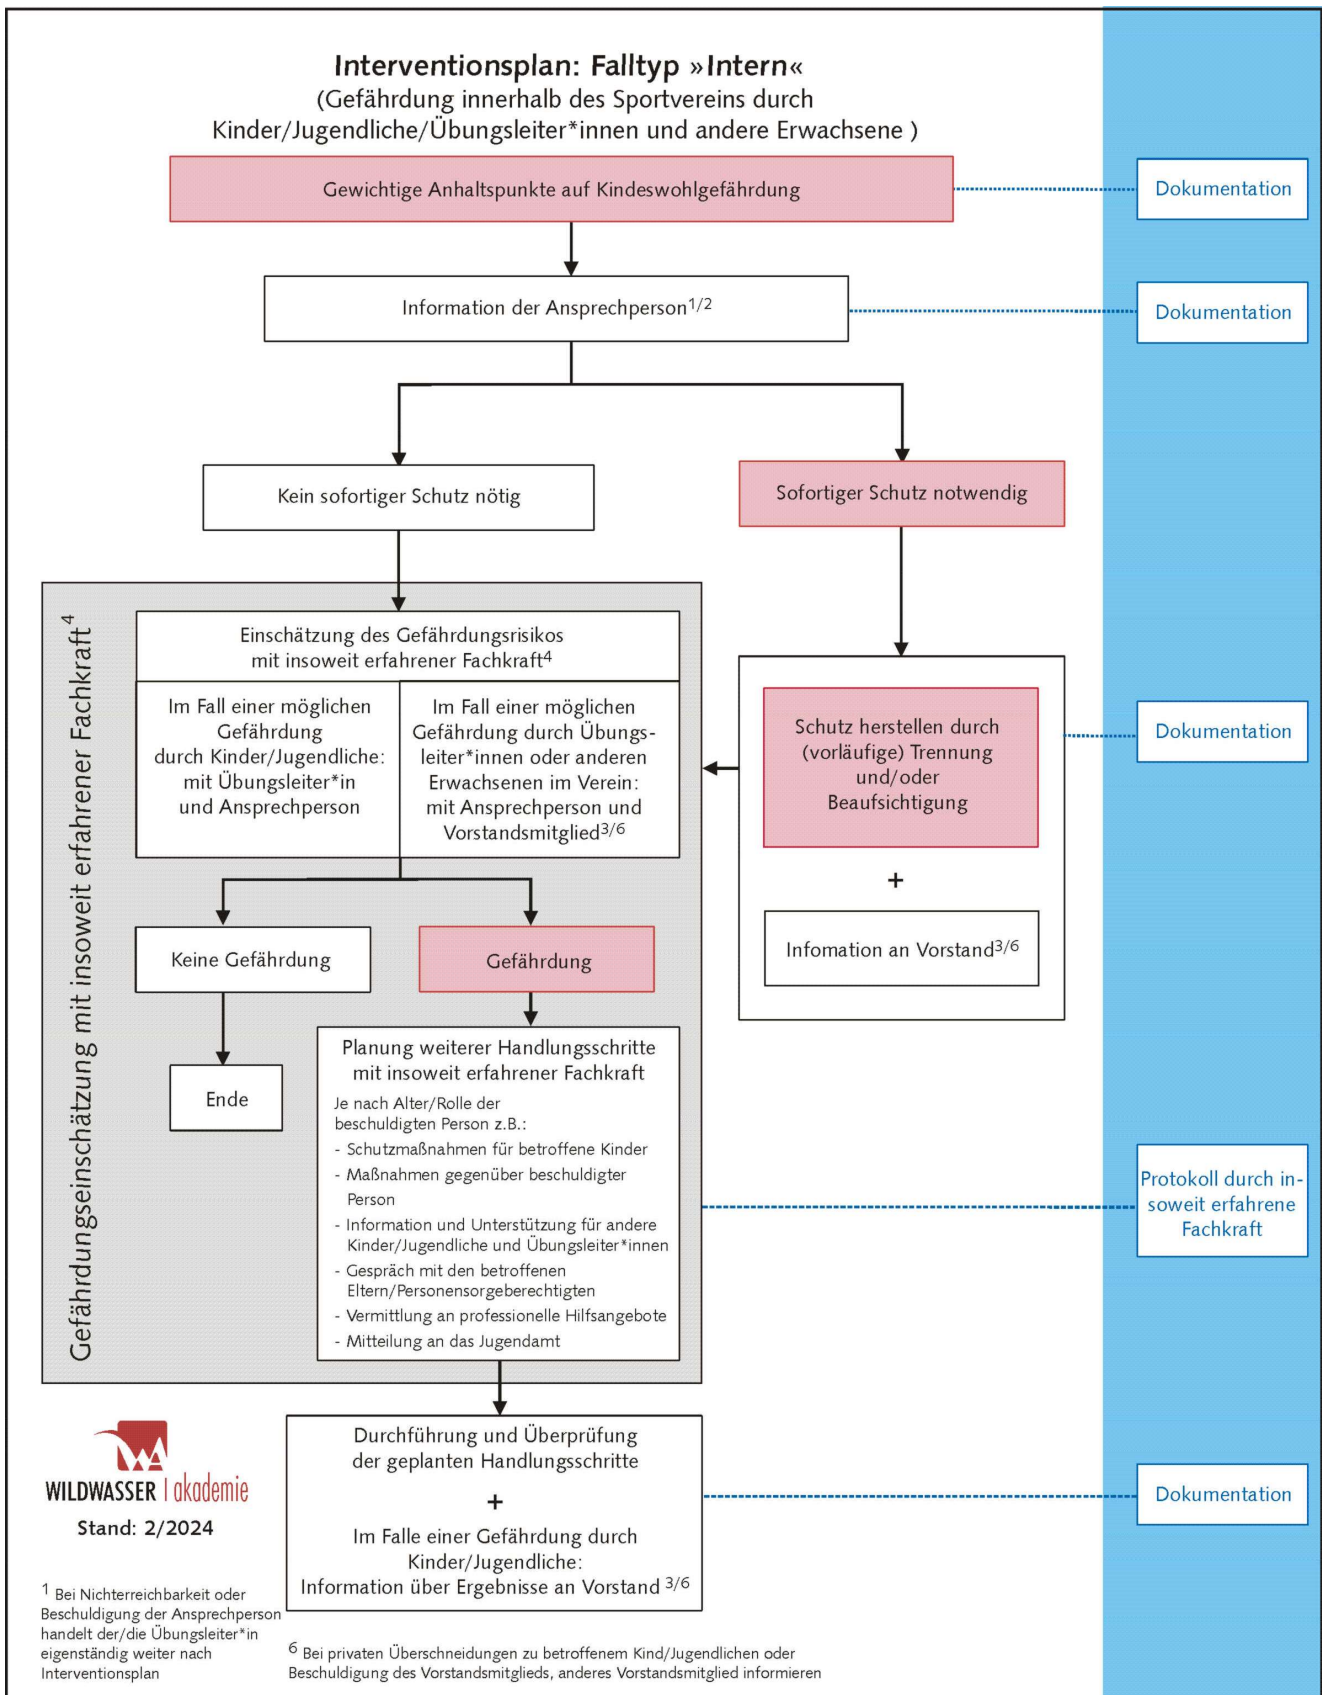 Interventionsplan: Falltyp »Intern«
(Gefährdung innerhalb des Sportvereins durch
Kinder/Jugendliche/Übungsleiter*innen und andere Erwachsene )
Gewichtige Anhaltspunkte auf Kindeswohlgefährdung
Dokumentation
Information der Ansprechperson1/2
Dokumentation
Kein sofortiger Schutz nötig
Sofortiger Schutz notwendig
Gefährdungseinschätzung mit insoweit erfahrener Fachkraft4
Einschätzung des Gefährdungsrisikos
mit insoweit erfahrener Fachkraft4
Im Fall einer möglichen
Gefährdung
durch Kinder/Jugendliche:
mit Übungsleiter*in
und Ansprechperson
Im Fall einer möglichen
Gefährdung durch Übungs-
leiter*innen oder anderen
Erwachsenen im Verein:
mit Ansprechperson und
Vorstandsmitglied3/6
Schutz herstellen durch
(vorläufige) Trennung
und/oder
Beaufsichtigung
+
Infomation an Vorstand3/6
Dokumentation
Keine Gefährdung
Gefährdung
Ende
Planung weiterer Handlungsschritte
mit insoweit erfahrener Fachkraft
Je nach Alter/Rolle der
beschuldigten Person z.B.:
- Schutzmaßnahmen für betroffene Kinder
- Maßnahmen gegenüber beschuldigter
Person
- Information und Unterstützung für andere
Kinder/Jugendliche und Übungsleiter*innen
- Gespräch mit den betroffenen
Eltern/Personensorgeberechtigten
- Vermittlung an professionelle Hilfsangebote
- Mitteilung an das Jugendamt
Protokoll durch in-
soweit erfahrene
Fachkraft
Durchführung und Überprüfung
der geplanten Handlungsschritte
+
Im Falle einer Gefährdung durch
Kinder/Jugendliche:
Information über Ergebnisse an Vorstand 3/6
Dokumentation
WA
WILDWASSER | akademie
Stand: 2/2024
1 Bei Nichterreichbarkeit oder
Beschuldigung der Ansprechperson
handelt der/die Übungsleiter*in
eigenständig weiter nach
Interventionsplan
6 Bei privaten Überschneidungen zu betroffenem Kind/Jugendlichen oder
Beschuldigung des Vorstandsmitglieds, anderes Vorstandsmitglied informieren